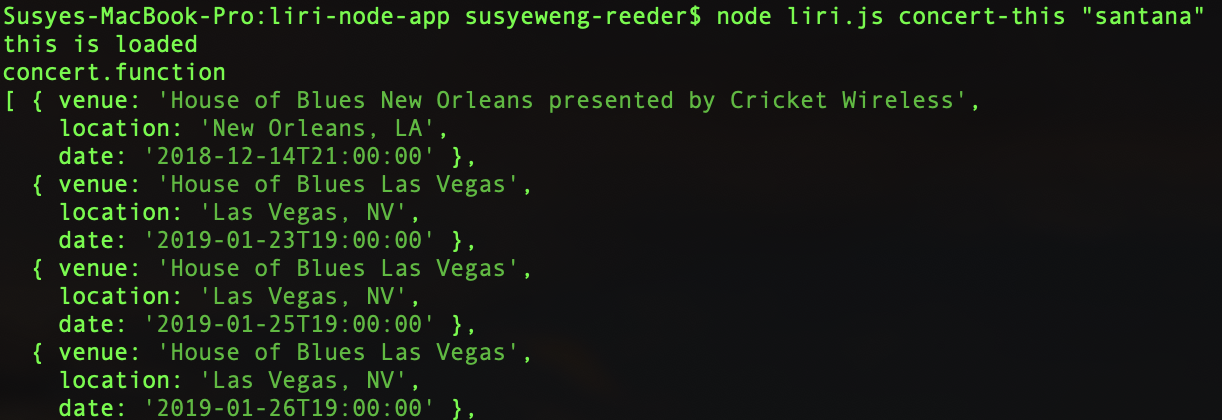 Susyes-MacBook-Pro:liri-node-app susyeweng-reeder$ node liri.js concert-this "santana"
this is loaded
concert.function
[ { venue: 'House of Blues New Orleans presented by Cricket Wireless',
    location: 'New Orleans, LA',
    date: '2018-12-14T21:00:00' },
  { venue: 'House of Blues Las Vegas',
    location: 'Las Vegas, NV',
    date: '2019-01-23T19:00:00' },
  { venue: 'House of Blues Las Vegas',
    location: 'Las Vegas, NV',
    date: '2019-01-25T19:00:00' },
  { venue: 'House of Blues Las Vegas',
    location: 'Las Vegas, NV',
    date: '2019-01-26T19:00:00' },